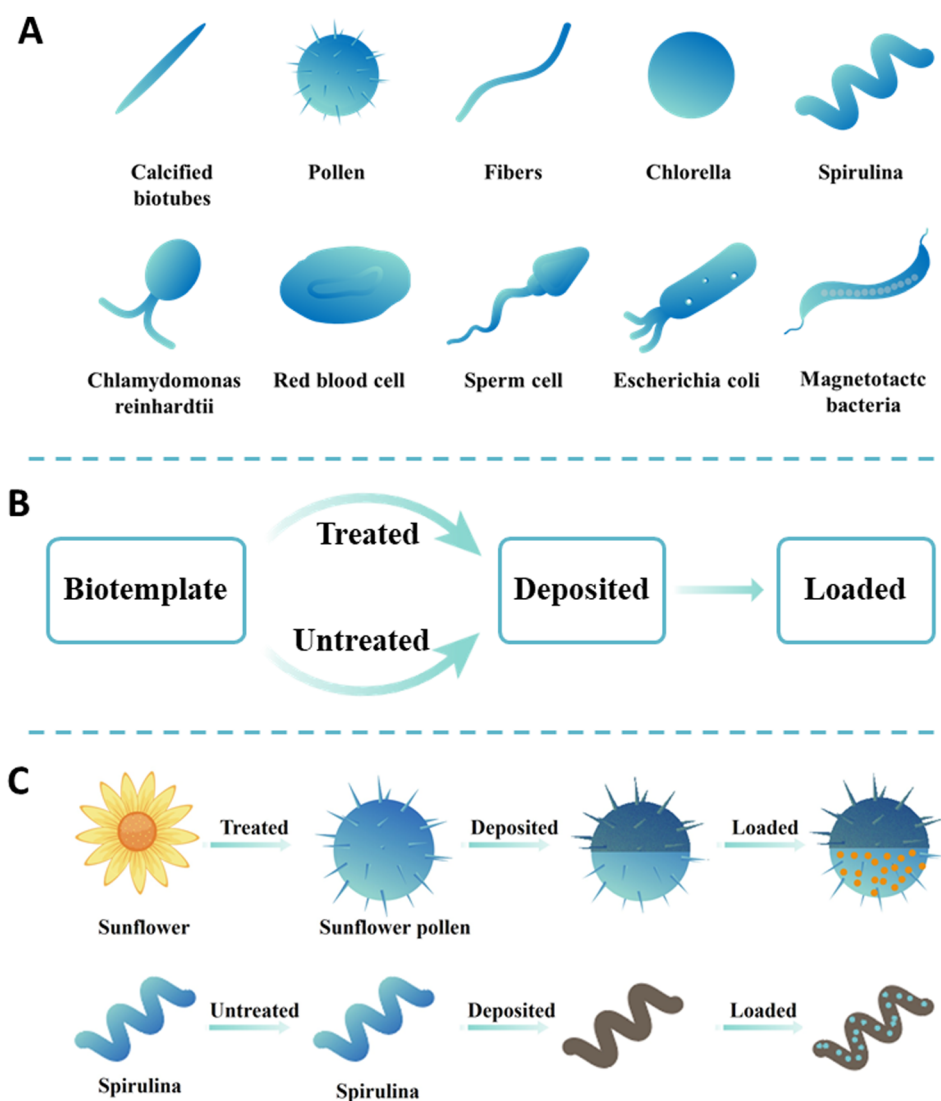 A
Calcified
biotubes
Pollen
Fibers
Chlorella
Spirulina
Chlamydomonas
reinhardtii
Red blood cell
Sperm cell
Escherichia coli
Magnetotactc
bacteria
B
Biotemplate
Treated
Untreated
Deposited
Loaded
C
Treated
Deposited
Loaded
Sunflower
Sunflower pollen
Untreated
Deposited
Loaded
Spirulina
Spirulina